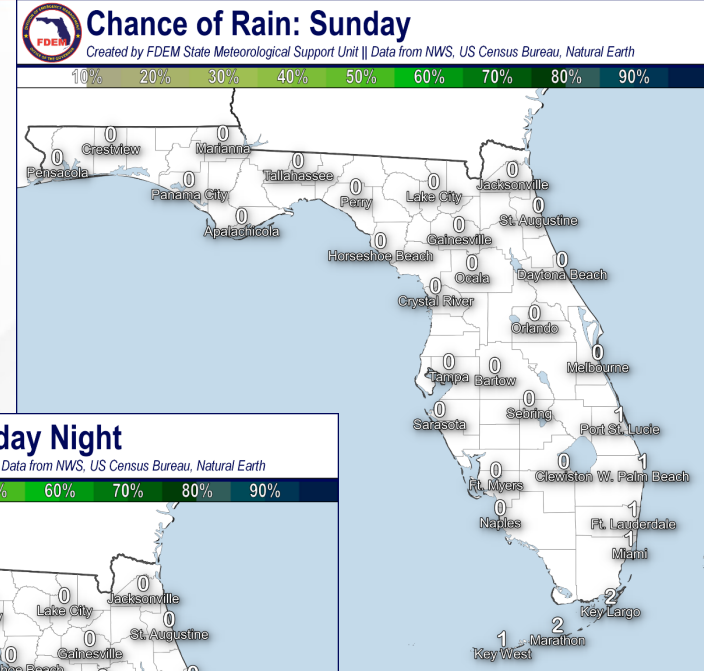 FDEM
Chance of Rain: Sunday
Created by FDEM State Meteorological Support Unit || Data from NWS, US Census Bureau, Natural Earth
10% 20% 30% 40% 50% 60% 70% 80% 90%
0
Crestview
0
Marianna
0
Pensacola
0
Tallahassee
0
Jacksonville
0
Panama City
0
Perry
0
Lake City
0
St. Augustine
0
Apalachicola
0
Gainesville
0
Horseshoe Beach
0
Ocala
0
Daytona Beach
0
Crystal River
0
Orlando
0
Melbourne
0
Tampa
0
Bartow
0
Sebring
0
Sarasota
1
Port St. Lucie
0
Clewiston
1
W. Palm Beach
0
Ft. Myers
0
Naples
1
Ft. Lauderdale
1
Miami
2
Key Largo
2
Marathon
1
Key West
day Night
Data from NWS, US Census Bureau, Natural Earth
% 60% 70% 80% 90%
0
Jacksonville
0
Lake City
0
St. Augustine
0
Gainesville
0
hoe Beach